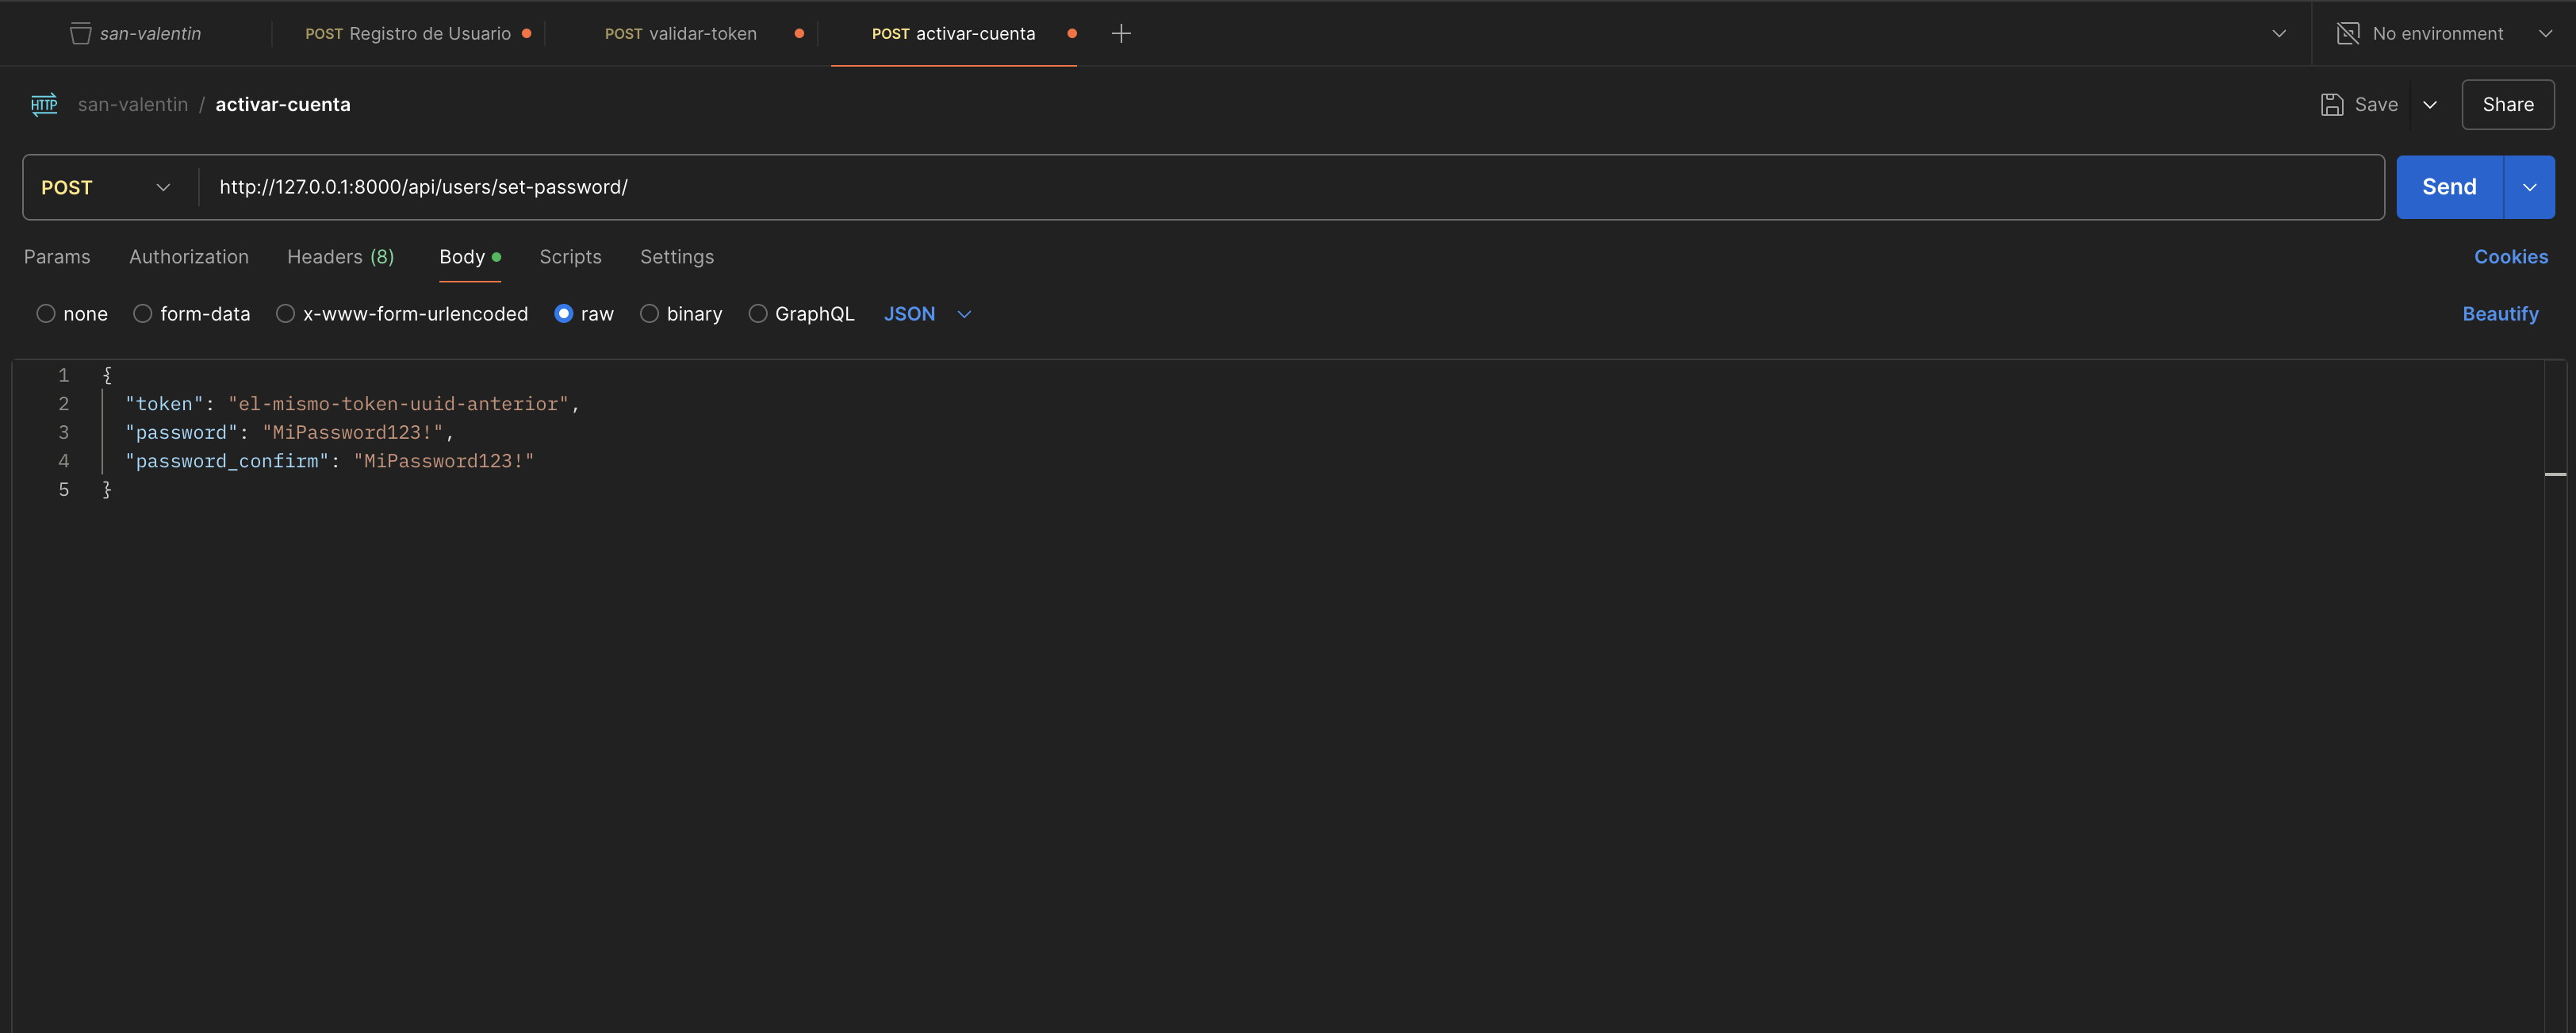 san-valentin
POST Registro de Usuario
POST validar-token
POST activar-cuenta
No environment
HTTP san-valentin / activar-cuenta
Save
Share
POST
http://127.0.0.1:8000/api/users/set-password/
Send
Params
Authorization
Headers (8)
Body
Scripts
Settings
Cookies
none
form-data
x-www-form-urlencoded
raw
binary
GraphQL
JSON
Beautify
1 {
2 "token": "el-mismo-token-uuid-anterior",
3 "password": "MiPassword123!",
4 "password_confirm": "MiPassword123!"
5 }